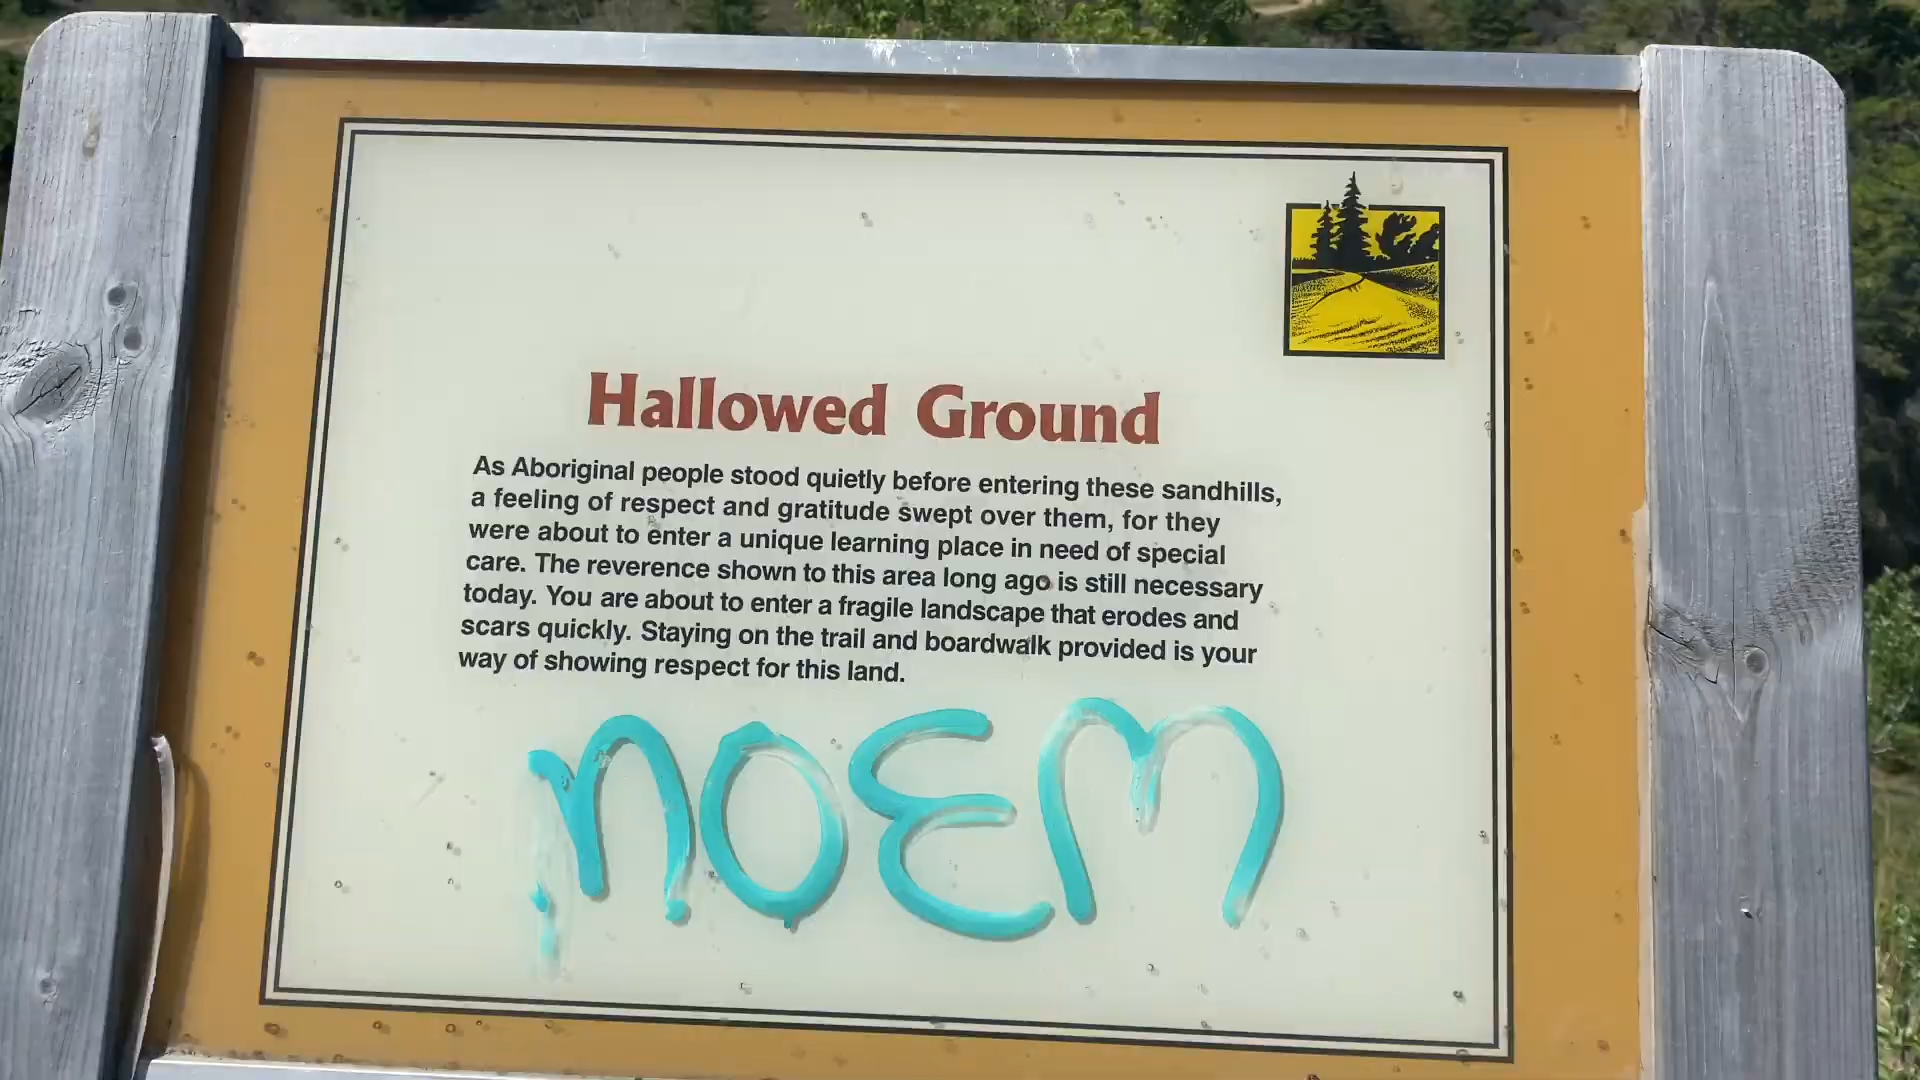 Hallowed Ground
As Aboriginal people stood quietly before entering these sandhills,
a feeling of respect and gratitude swept over them, for they
were about to enter a unique learning place in need of special
care. The reverence shown to this area long ago is still necessary
today. You are about to enter a fragile landscape that erodes and
scars quickly. Staying on the trail and boardwalk provided is your
way of showing respect for this land.
NOEM